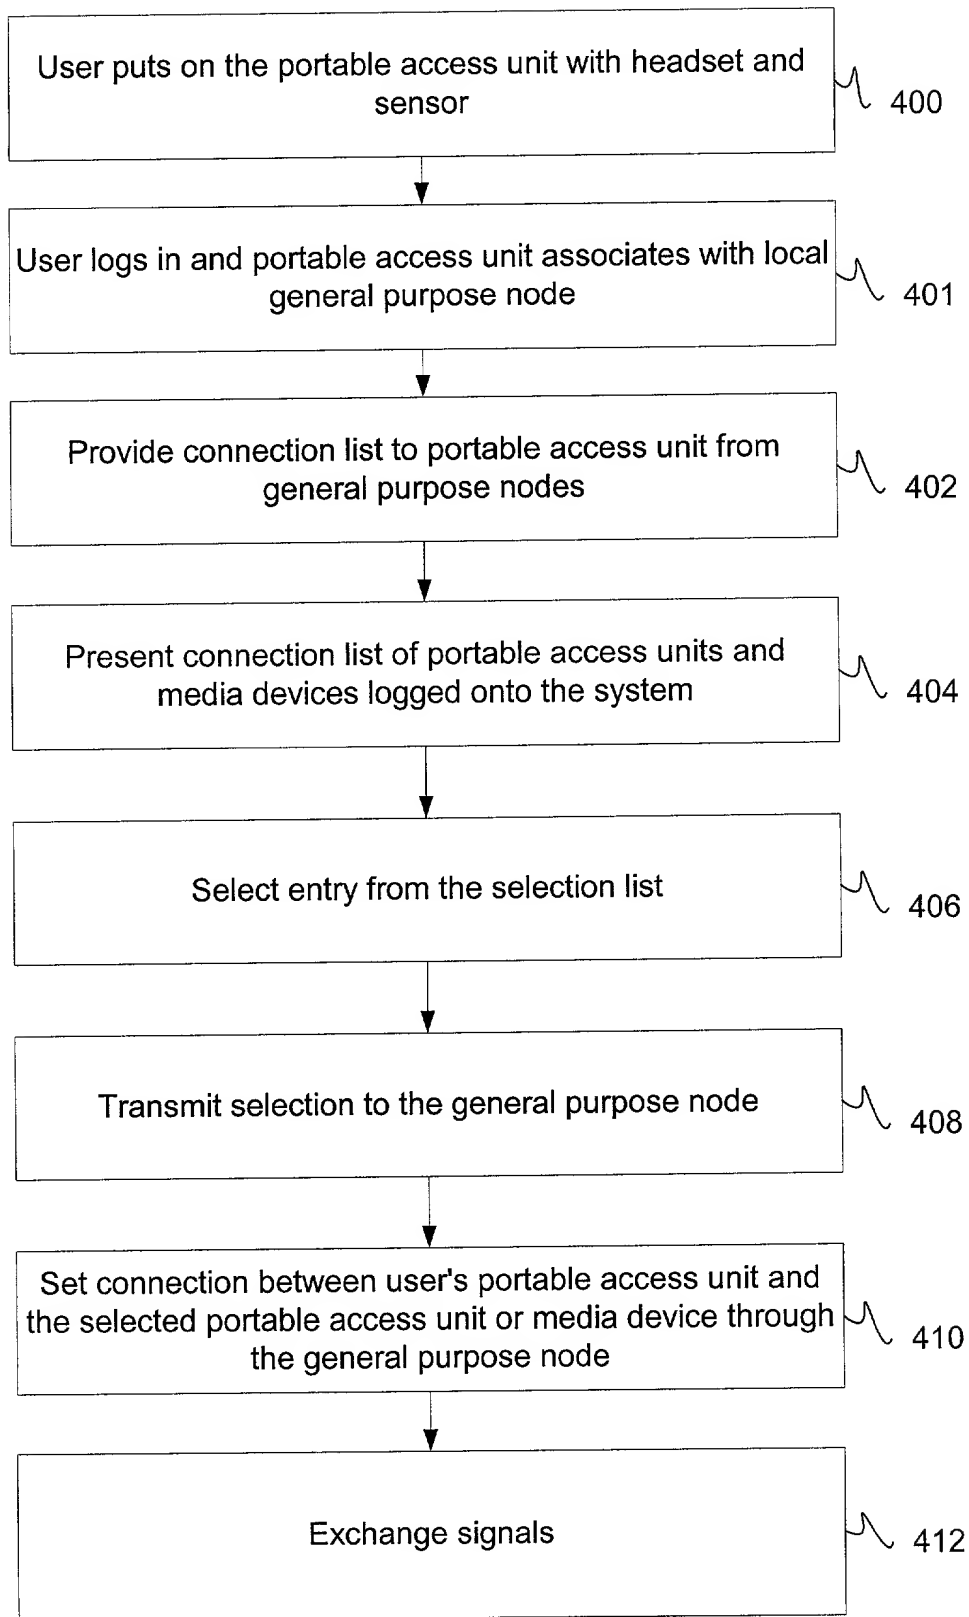 User puts on the portable access unit with headset and
sensor
400
User logs in and portable access unit associates with local
general purpose node
401
Provide connection list to portable access unit from
general purpose nodes
402
Present connection list of portable access units and
media devices logged onto the system
404
Select entry from the selection list
406
Transmit selection to the general purpose node
408
Set connection between user's portable access unit and
the selected portable access unit or media device through
the general purpose node
410
Exchange signals
412